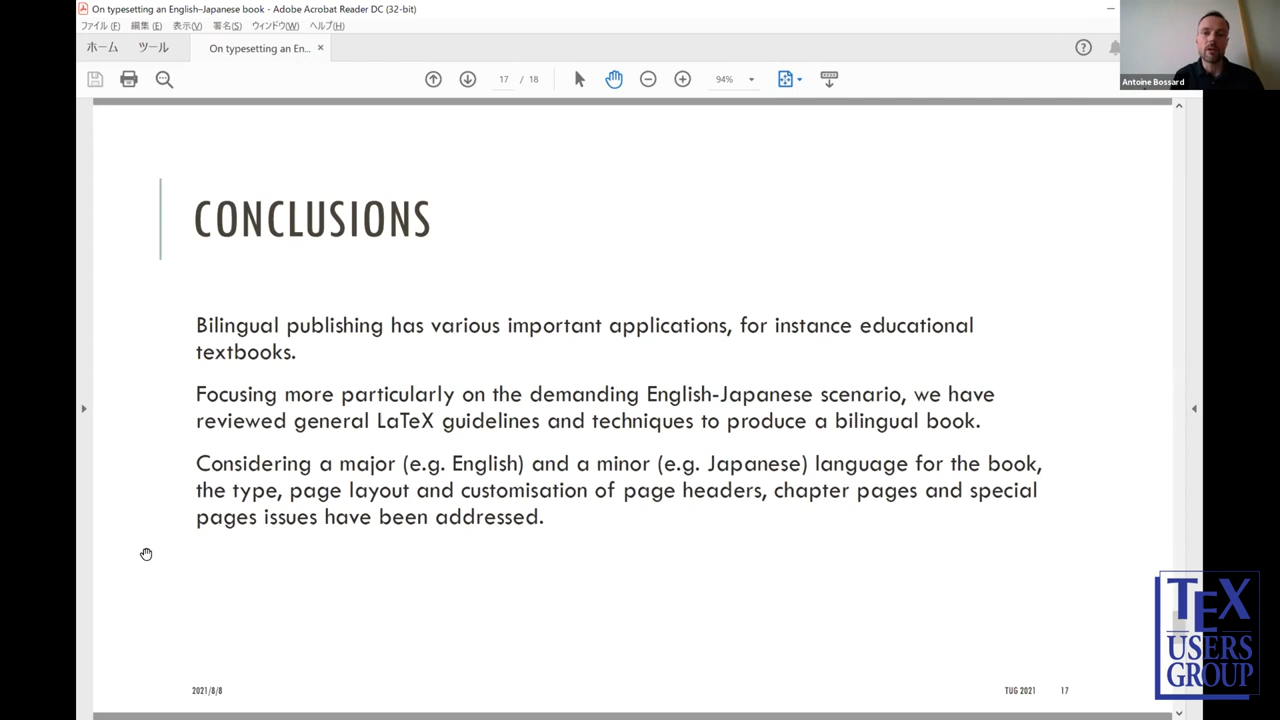 On typesetting an English–Japanese book - Adobe Acrobat Reader DC (32-bit)
ファイル(F) 編集(E) 表示(V) 署名(S) ウィンドウ(W) ヘルプ(H)
ホーム ツール On typesetting an En... ×
17 / 18 94%
Antoine Bossard
CONCLUSIONS
Bilingual publishing has various important applications, for instance educational
textbooks.
Focusing more particularly on the demanding English-Japanese scenario, we have
reviewed general LaTeX guidelines and techniques to produce a bilingual book.
Considering a major (e.g. English) and a minor (e.g. Japanese) language for the book,
the type, page layout and customisation of page headers, chapter pages and special
pages issues have been addressed.
2021/8/8 TUG 2021 17
TEX
USERS
GROUP